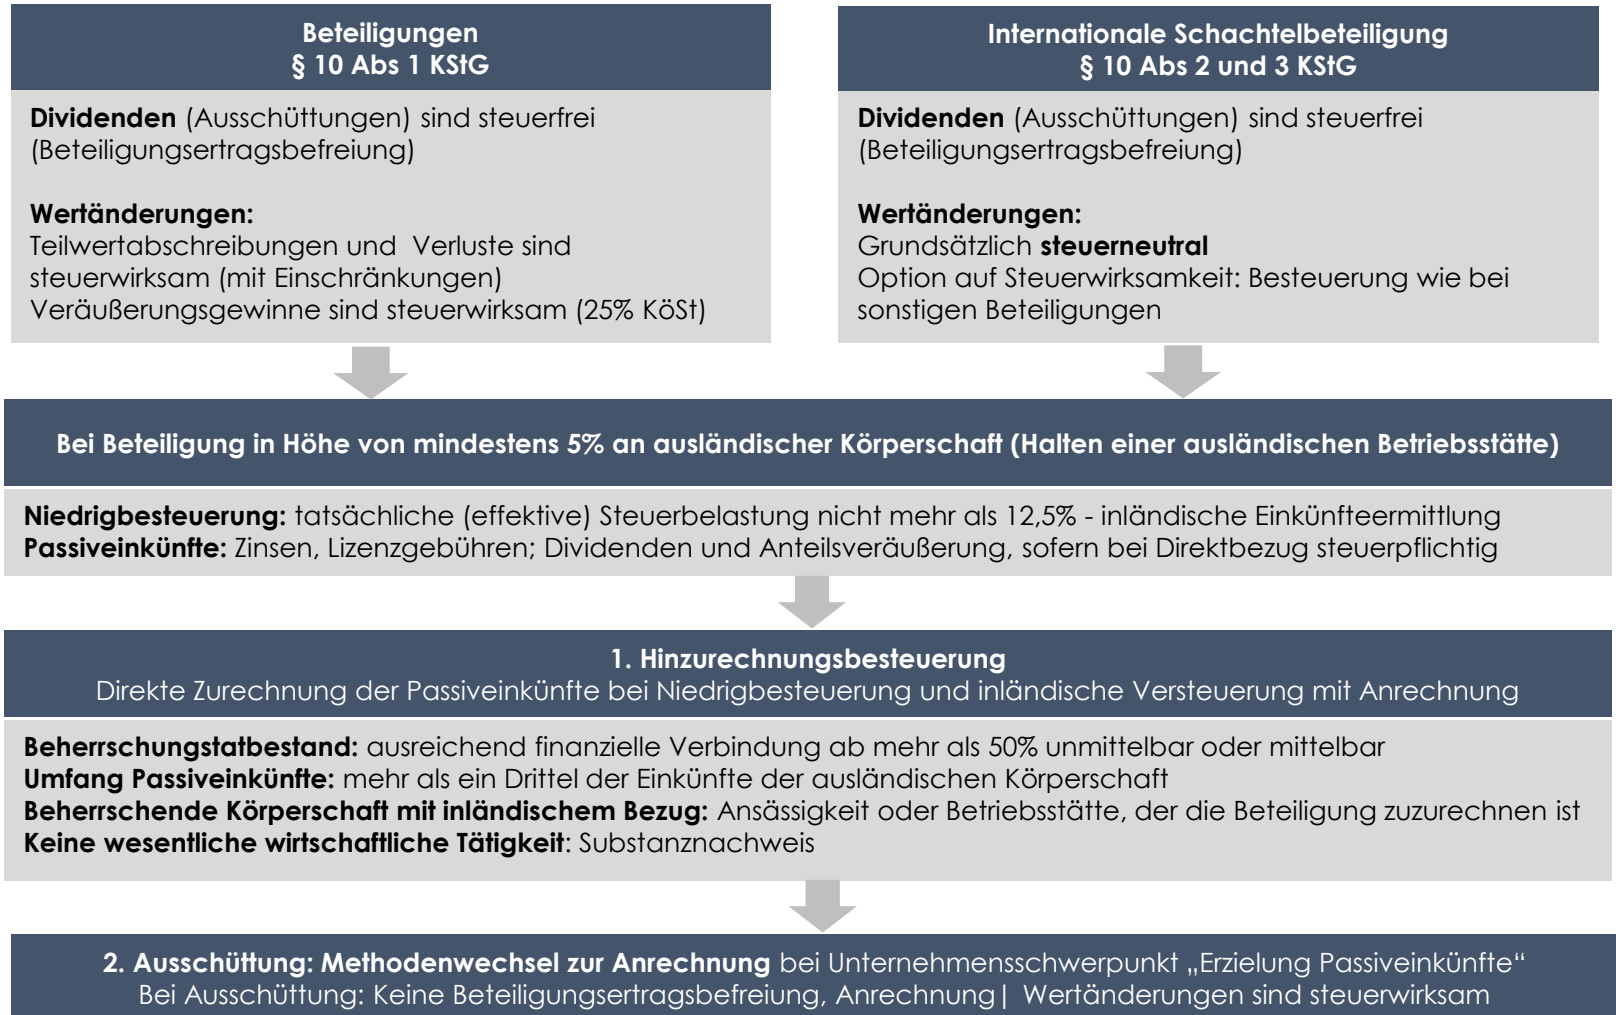 Beteiligungen
§ 10 Abs 1 KStG
Dividenden (Ausschüttungen) sind steuerfrei
(Beteiligungsertragsbefreiung)
Wertänderungen:
Teilwertabschreibungen und  Verluste sind
steuerwirksam (mit Einschränkungen)
Veräußerungsgewinne sind steuerwirksam (25% KöSt)
Internationale Schachtelbeteiligung
§ 10 Abs 2 und 3 KStG
Dividenden (Ausschüttungen) sind steuerfrei
(Beteiligungsertragsbefreiung)
Wertänderungen:
Grundsätzlich steuerneutral
Option auf Steuerwirksamkeit: Besteuerung wie bei
sonstigen Beteiligungen
Bei Beteiligung in Höhe von mindestens 5% an ausländischer Körperschaft (Halten einer ausländischen Betriebsstätte)
Niedrigbesteuerung: tatsächliche (effektive) Steuerbelastung nicht mehr als 12,5% - inländische Einkünfteermittlung
Passiveinkünfte: Zinsen, Lizenzgebühren; Dividenden und Anteilsveräußerung, sofern bei Direktbezug steuerpflichtig
1. Hinzurechnungsbesteuerung
Direkte Zurechnung der Passiveinkünfte bei Niedrigbesteuerung und inländische Versteuerung mit Anrechnung
Beherrschungstatbestand: ausreichend finanzielle Verbindung ab mehr als 50% unmittelbar oder mittelbar
Umfang Passiveinkünfte: mehr als ein Drittel der Einkünfte der ausländischen Körperschaft
Beherrschende Körperschaft mit inländischem Bezug: Ansässigkeit oder Betriebsstätte, der die Beteiligung zuzurechnen ist
Keine wesentliche wirtschaftliche Tätigkeit: Substanznachweis
2. Ausschüttung: Methodenwechsel zur Anrechnung bei Unternehmensschwerpunkt „Erzielung Passiveinkünfte“
Bei Ausschüttung: Keine Beteiligungsertragsbefreiung, Anrechnung| Wertänderungen sind steuerwirksam